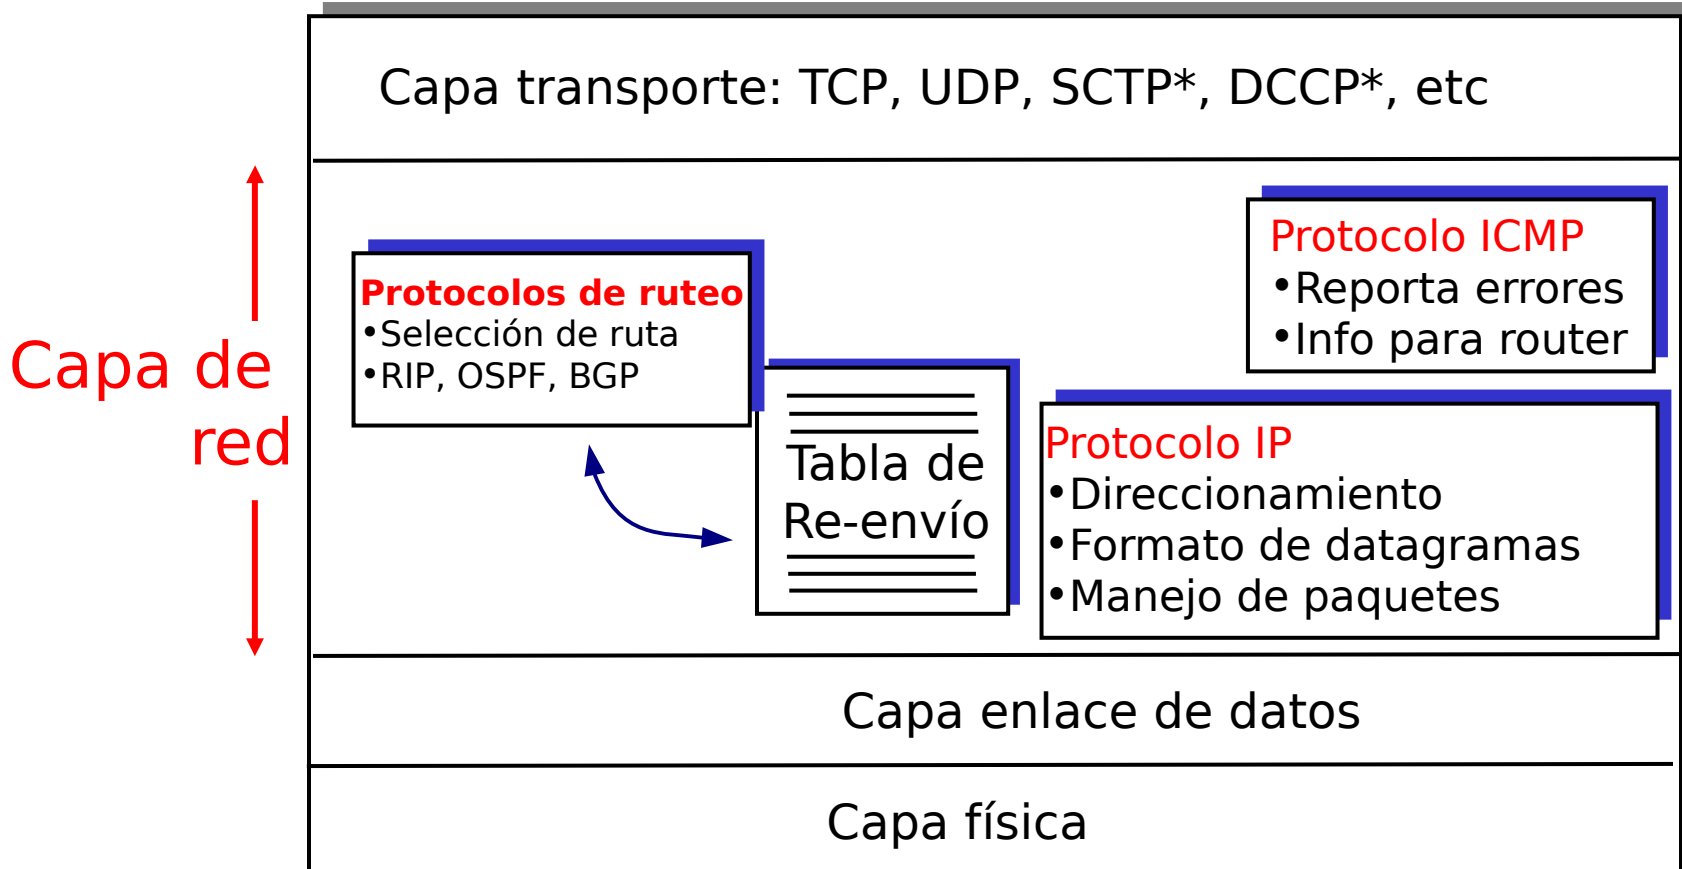 Capa transporte: TCP, UDP, SCTP*, DCCP*, etc
Capa de
red
Protocolos de ruteo
•Selección de ruta
•RIP, OSPF, BGP
Tabla de
Re-envío
Protocolo ICMP
•Reporta errores
•Info para router
Protocolo IP
•Direccionamiento
•Formato de datagramas
•Manejo de paquetes
Capa enlace de datos
Capa física